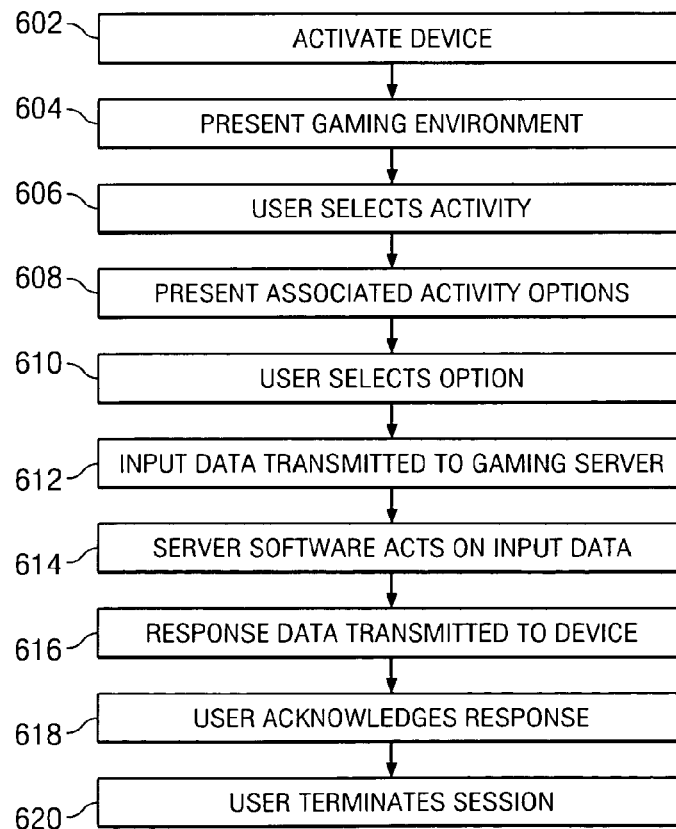 602 ACTIVATE DEVICE
604 PRESENT GAMING ENVIRONMENT
606 USER SELECTS ACTIVITY
608 PRESENT ASSOCIATED ACTIVITY OPTIONS
610 USER SELECTS OPTION
612 INPUT DATA TRANSMITTED TO GAMING SERVER
614 SERVER SOFTWARE ACTS ON INPUT DATA
616 RESPONSE DATA TRANSMITTED TO DEVICE
618 USER ACKNOWLEDGES RESPONSE
620 USER TERMINATES SESSION